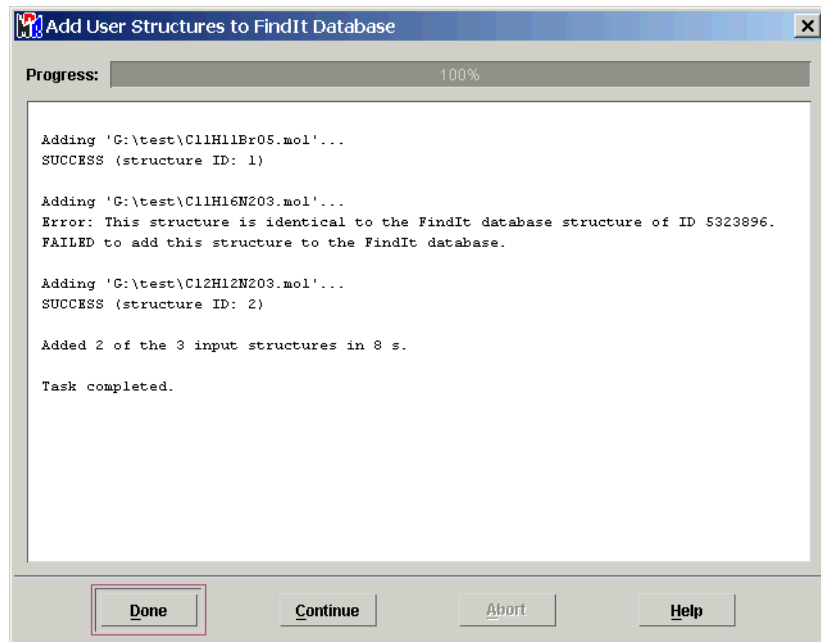 Add User Structures to FindIt Database
Progress: 100%
Adding 'G:\test\C11H11BrO5.mol'...
SUCCESS (structure ID: 1)
Adding 'G:\test\C11H16N2O3.mol'...
Error: This structure is identical to the FindIt database structure of ID 5323896.
FAILED to add this structure to the FindIt database.
Adding 'G:\test\C12H12N2O3.mol'...
SUCCESS (structure ID: 2)
Added 2 of the 3 input structures in 8 s.
Task completed.
Done Continue Abort Help